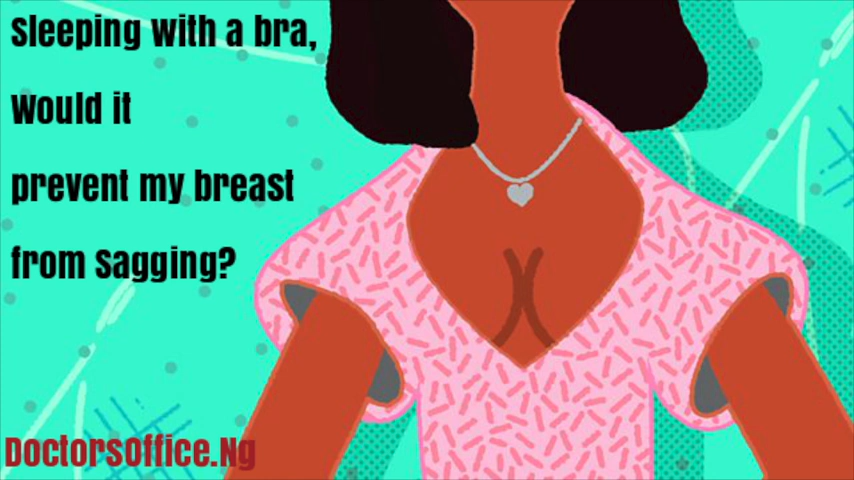 Sleeping with a bra,
Would it
prevent my breast
from sagging?
DoctorsOffice.Ng